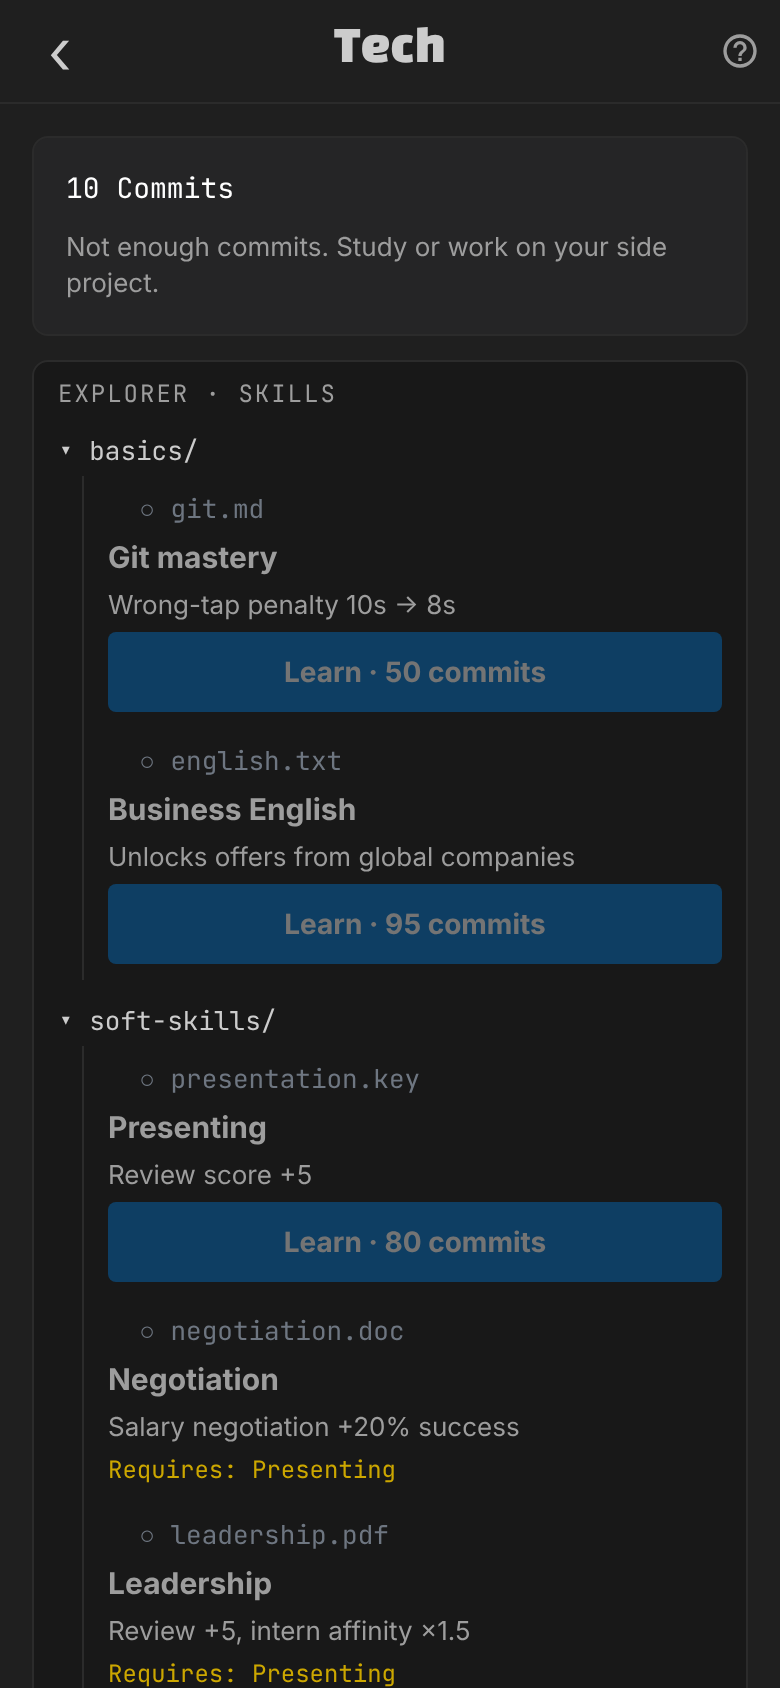 Tech
10 Commits
Not enough commits. Study or work on your side
project.
EXPLORER · SKILLS
▾ basics/
○ git.md
Git mastery
Wrong-tap penalty 10s → 8s
Learn · 50 commits
○ english.txt
Business English
Unlocks offers from global companies
Learn · 95 commits
▾ soft-skills/
○ presentation.key
Presenting
Review score +5
Learn · 80 commits
○ negotiation.doc
Negotiation
Salary negotiation +20% success
Requires: Presenting
○ leadership.pdf
Leadership
Review +5, intern affinity ×1.5
Requires: Presenting